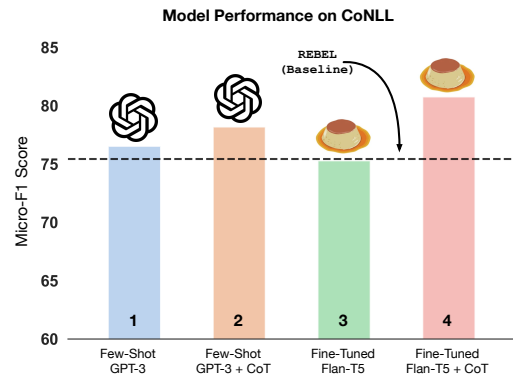 Model Performance on CoNLL
85
80
75
70
65
60
Micro-F1 Score
REBEL
(Baseline)
1
2
3
4
Few-Shot
GPT-3
Few-Shot
GPT-3 + CoT
Fine-Tuned
Flan-T5
Fine-Tuned
Flan-T5 + CoT